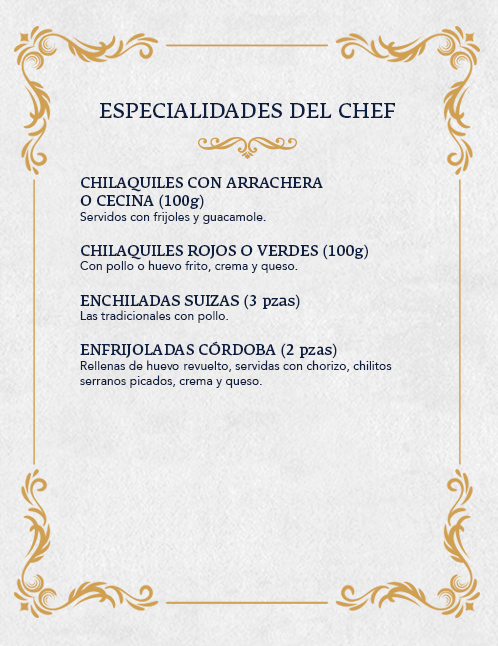 ESPECIALIDADES DEL CHEF
CHILAQUILES CON ARRACHERA
O CECINA (100g)
Servidos con frijoles y guacamole.
CHILAQUILES ROJOS O VERDES (100g)
Con pollo o huevo frito, crema y queso.
ENCHILADAS SUIZAS (3 pzas)
Las tradicionales con pollo.
ENFRIJOLADAS CÓRDOBA (2 pzas)
Rellenas de huevo revuelto, servidas con chorizo, chilitos
serranos picados, crema y queso.